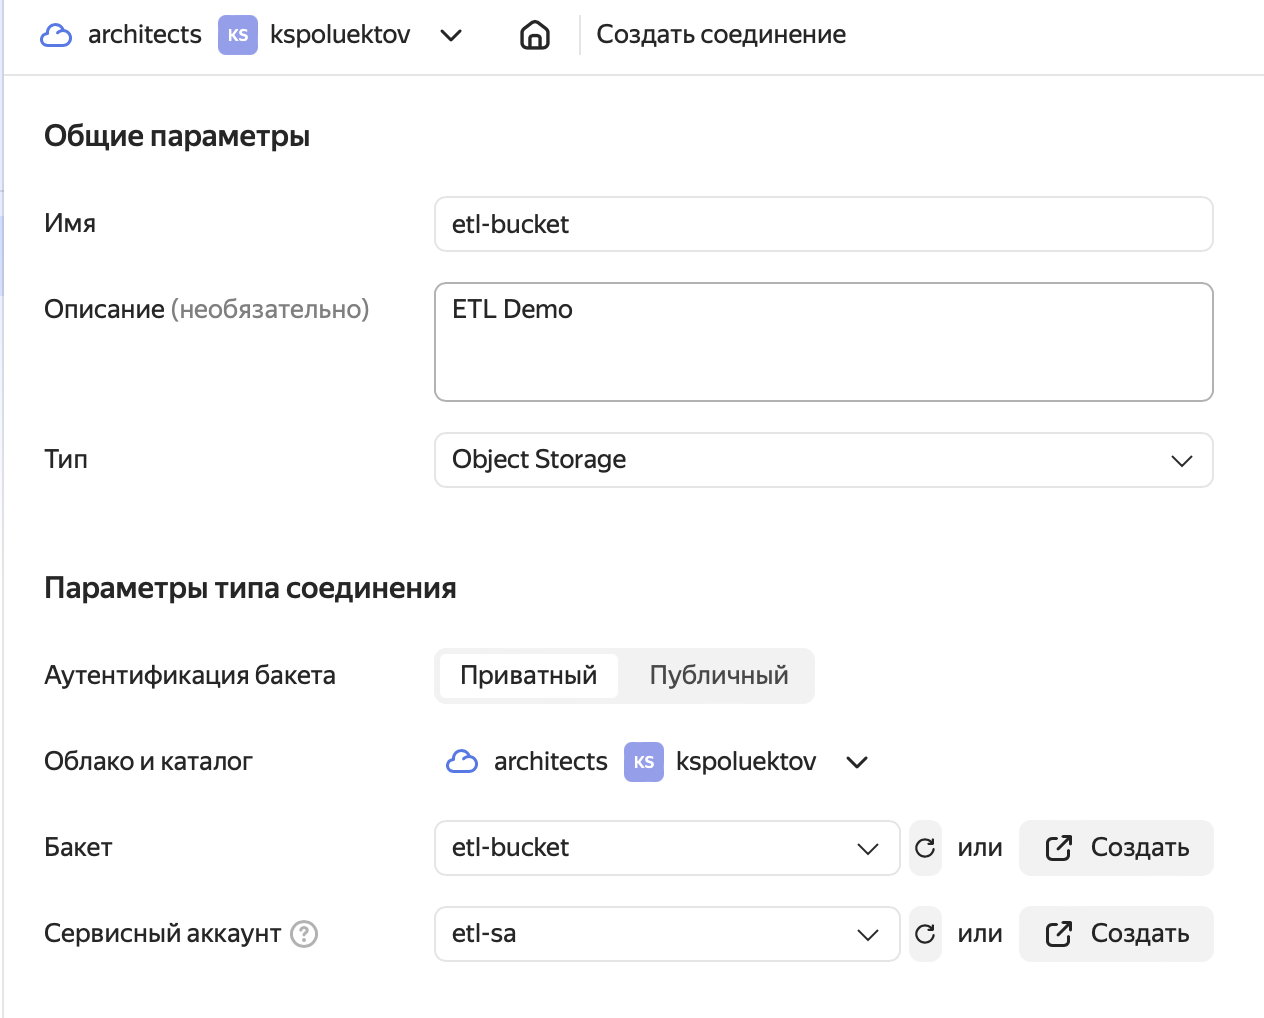 architects KS kspoluektov Создать соединение
Общие параметры
Имя etl-bucket
Описание (необязательно) ETL Demo
Тип Object Storage
Параметры типа соединения
Аутентификация бакета Приватный Публичный
Облако и каталог architects KS kspoluektov
Бакет etl-bucket или Создать
Сервисный аккаунт ? etl-sa или Создать